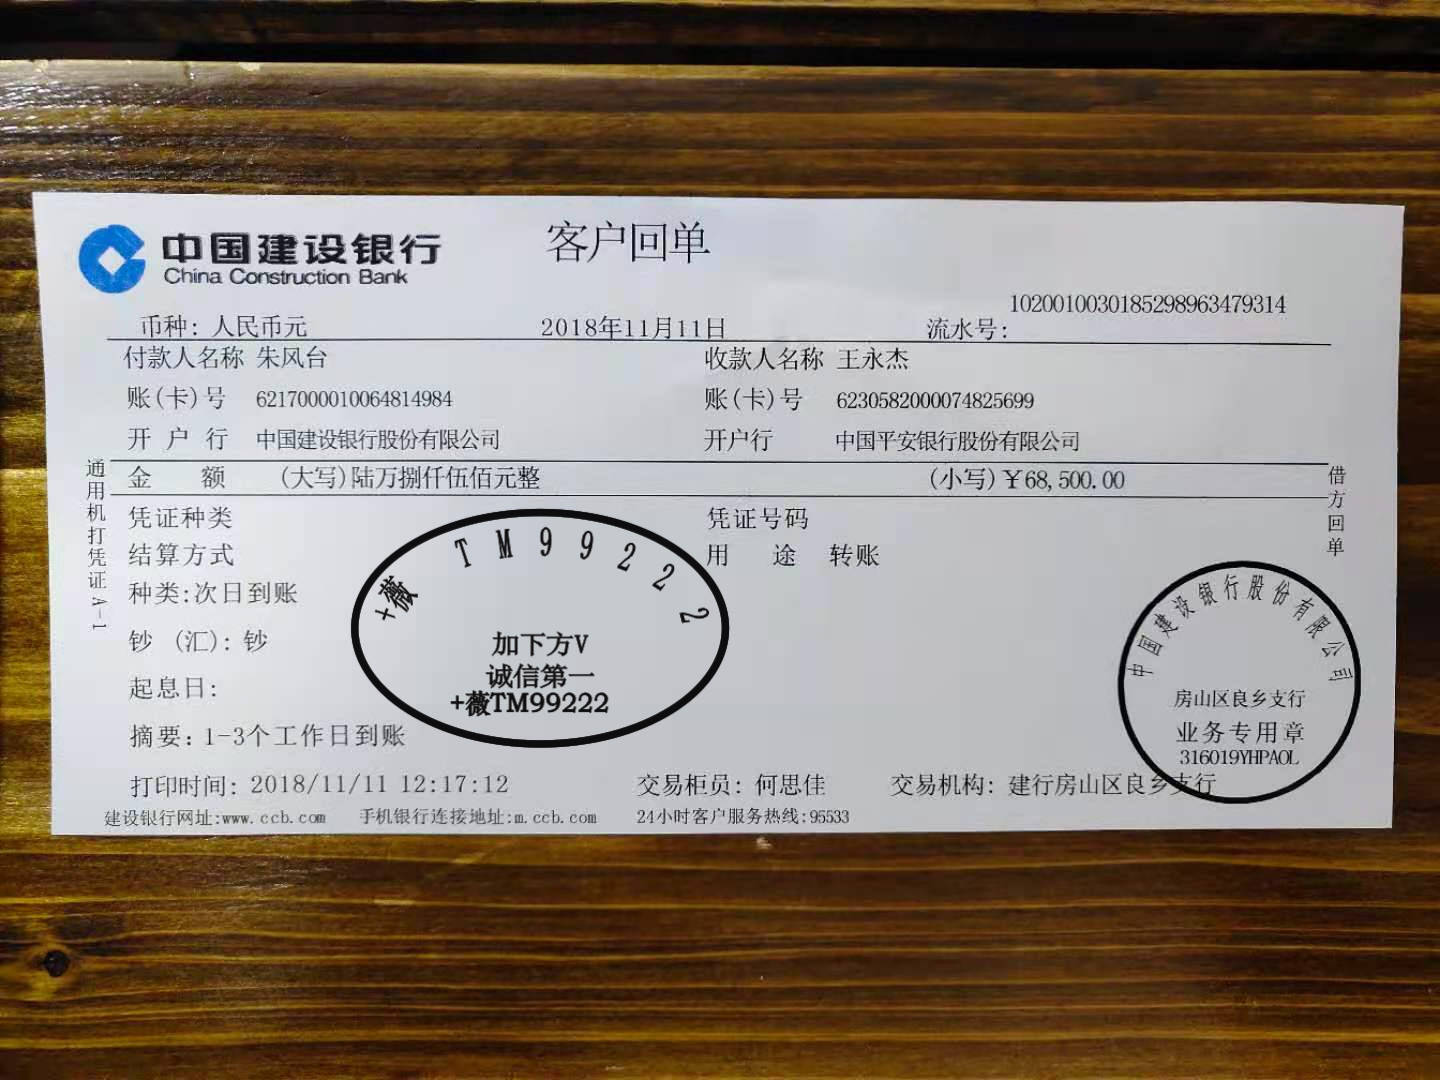 中国建设银行
China Construction Bank
客户回单
1020010030185298963479314
币种：人民币元 2018年11月11日 流水号：
付款人名称 朱风台 收款人名称 王永杰
账(卡)号 6217000010064814984 账(卡)号 6230582000074825699
开户行 中国建设银行股份有限公司 开户行 中国平安银行股份有限公司
金额 (大写)陆万捌仟伍佰元整 (小写)¥68,500.00
凭证种类 凭证号码
结算方式 用途 转账
种类:次日到账
钞(汇)：钞
起息日:
摘要：1-3个工作日到账
打印时间：2018/11/11 12:17:12 交易柜员：何思佳 交易机构：建行房山区良乡支行
建设银行网址:www.ccb.com 手机银行连接地址:m.ccb.com 24小时客户服务热线:95533
通用机打凭证A-1
借方回单
+薇 TM99222
加下方V
诚信第一
+薇TM99222
中国建设银行股份有限公司
房山区良乡支行
业务专用章
316019YHPAOL